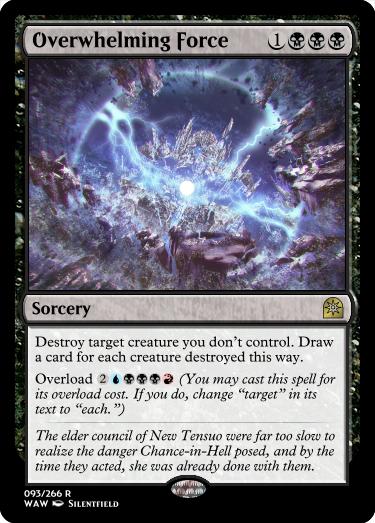 Overwhelming Force 1
Sorcery
Destroy target creature you don't control. Draw
a card for each creature destroyed this way.
Overload 2 (You may cast this spell for
its overload cost. If you do, change "target" in its
text to "each.")
The elder council of New Tensuo were far too slow to
realize the danger Chance-in-Hell posed, and by the
time they acted, she was already done with them.
093/266 R
WAW SILENTFIELD